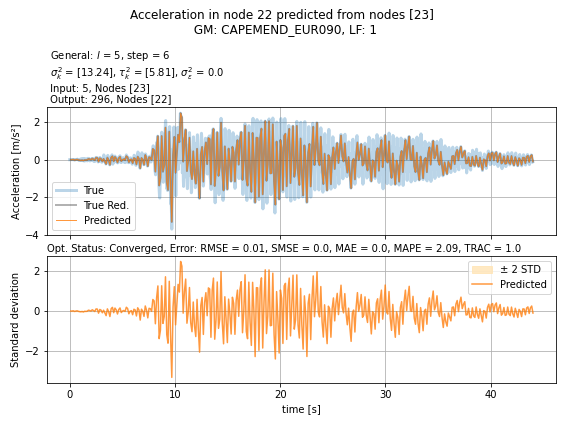 Acceleration in node 22 predicted from nodes [23]
GM: CAPEMEND_EUR090, LF: 1
General: l = 5, step = 6
σ²ₖ = [13.24], τ²ₖ = [5.81], σ²ε = 0.0
Input: 5, Nodes [23]
Output: 296, Nodes [22]
Acceleration [m/s²]
2
0
−2
−4
True
True Red.
Predicted
Opt. Status: Converged, Error: RMSE = 0.01, SMSE = 0.0, MAE = 0.0, MAPE = 2.09, TRAC = 1.0
Standard deviation
2
0
−2
± 2 STD
Predicted
0 10 20 30 40
time [s]